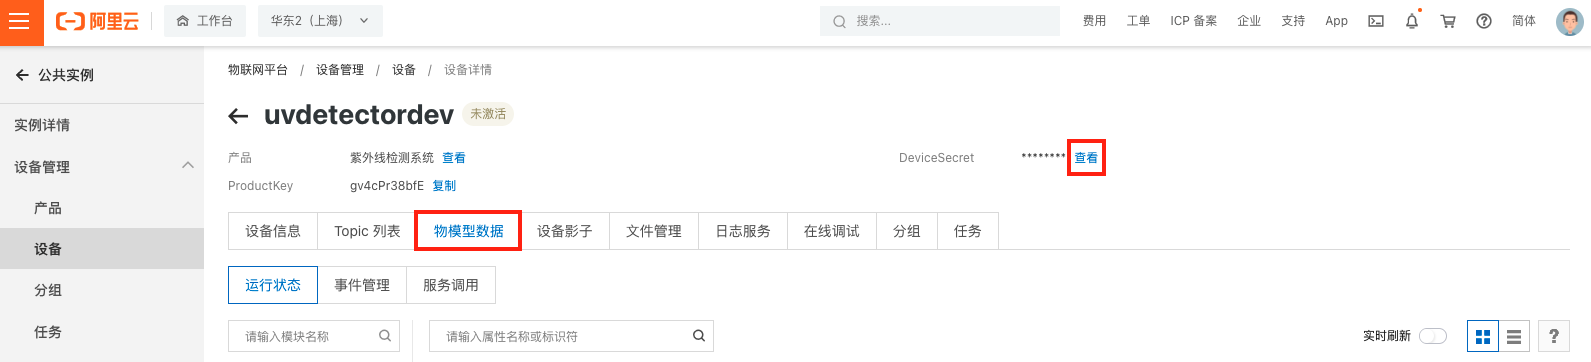 阿里云 工作台 华东2（上海） 搜索... 费用 工单 ICP 备案 企业 支持 App 简体
公共实例
实例详情
设备管理
产品
设备
分组
任务
物联网平台 / 设备管理 / 设备 / 设备详情
uvdetectordev 未激活
产品 紫外线检测系统 查看 DeviceSecret ******** 查看
ProductKey gv4cPr38bfE 复制
设备信息 Topic 列表 物模型数据 设备影子 文件管理 日志服务 在线调试 分组 任务
运行状态 事件管理 服务调用
请输入模块名称 请输入属性名称或标识符 实时刷新 ?